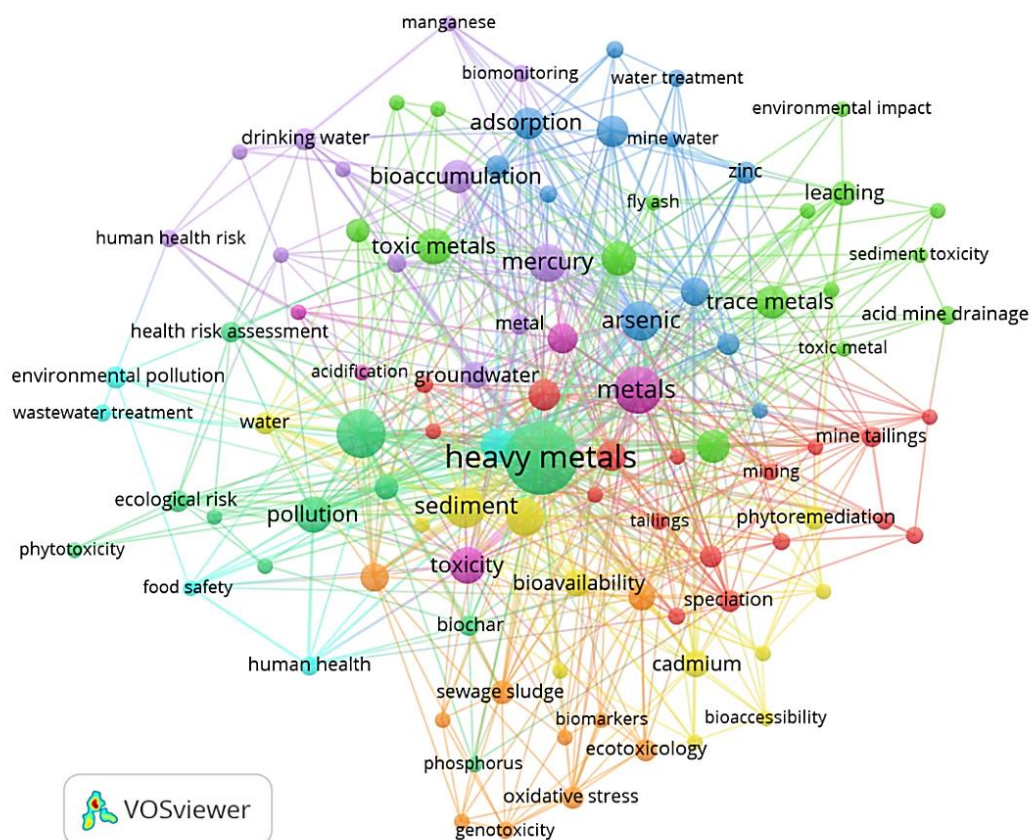 manganese
biomonitoring
water treatment
environmental impact
adsorption
drinking water
mine water
bioaccumulation
zinc
leaching
fly ash
human health risk
toxic metals
mercury
sediment toxicity
trace metals
acid mine drainage
arsenic
metal
health risk assessment
toxic metal
acidification
groundwater
environmental pollution
metals
wastewater treatment
water
mine tailings
heavy metals
mining
ecological risk
sediment
pollution
tailings
phytoremediation
phytotoxicity
toxicity
food safety
bioavailability
speciation
biochar
human health
cadmium
sewage sludge
biomarkers
bioaccessibility
ecotoxicology
phosphorus
oxidative stress
genotoxicity
VOSviewer